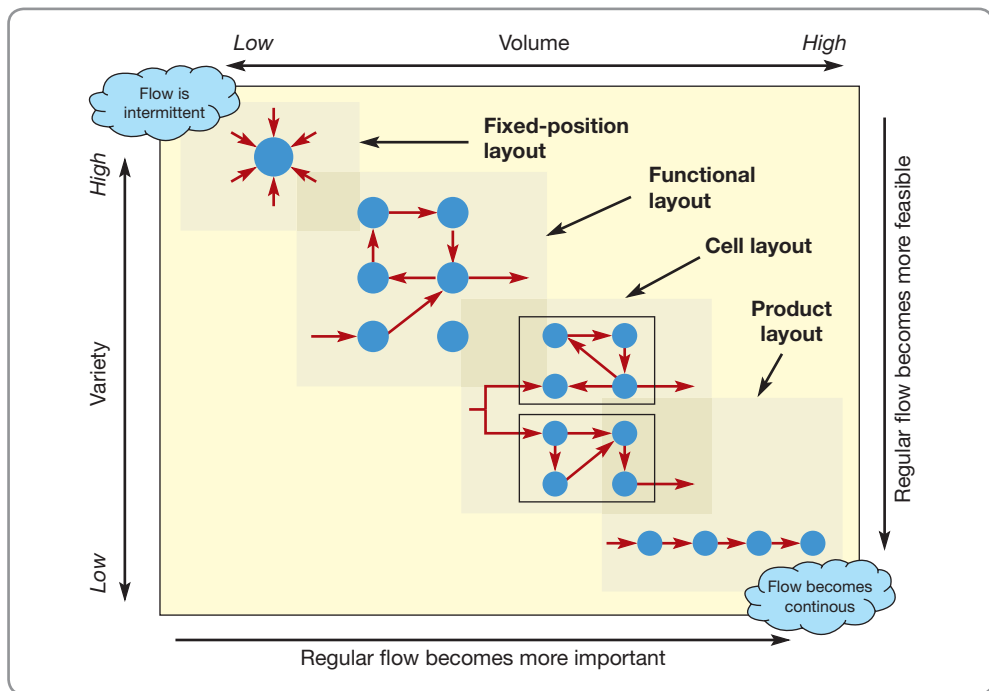 Low
Volume
High
Flow is
intermittent
Fixed-position
layout
Functional
layout
Cell layout
Product
layout
High
Variety
Low
Regular flow becomes more feasible
Flow becomes
continous
Regular flow becomes more important